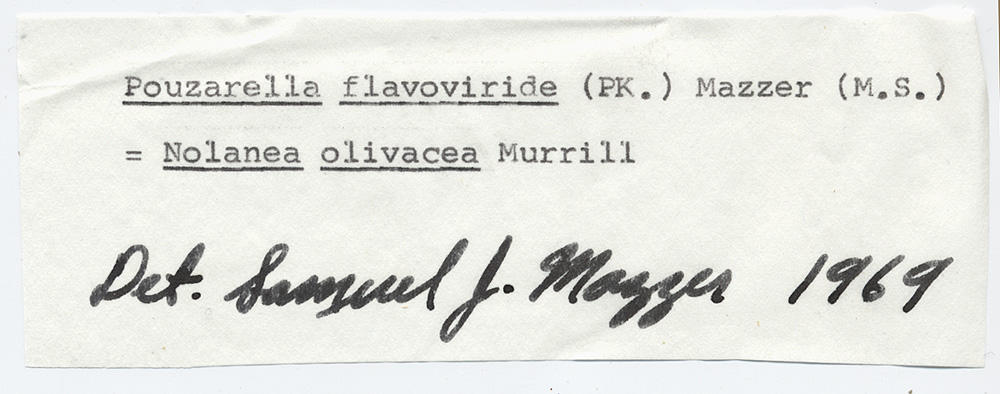 Pouzarella flavoviride (PK.) Mazzer (M.S.)
= Nolanea olivacea Murrill
Det. Samuel J. Mazzer 1969